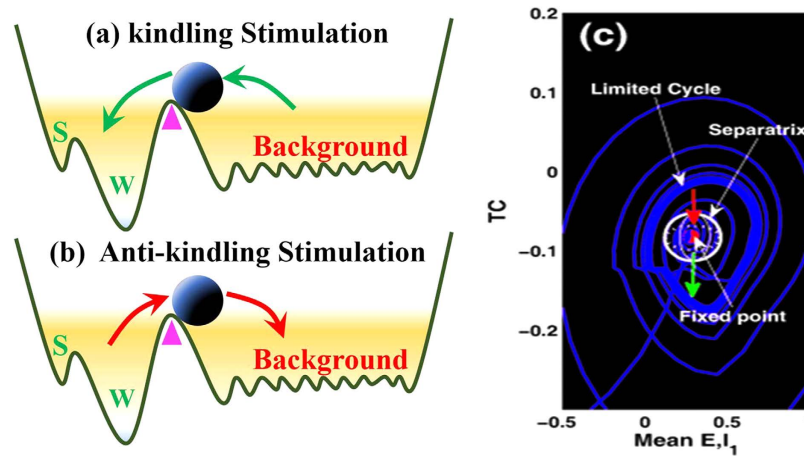 (a) kindling Stimulation
S
W
Background
(b) Anti-kindling Stimulation
S
W
Background
(c)
0.2
0.1
0
-0.1
-0.2
-0.5
0
0.5
TC
Mean E,I1
Limited Cycle
Separatrix
Fixed point